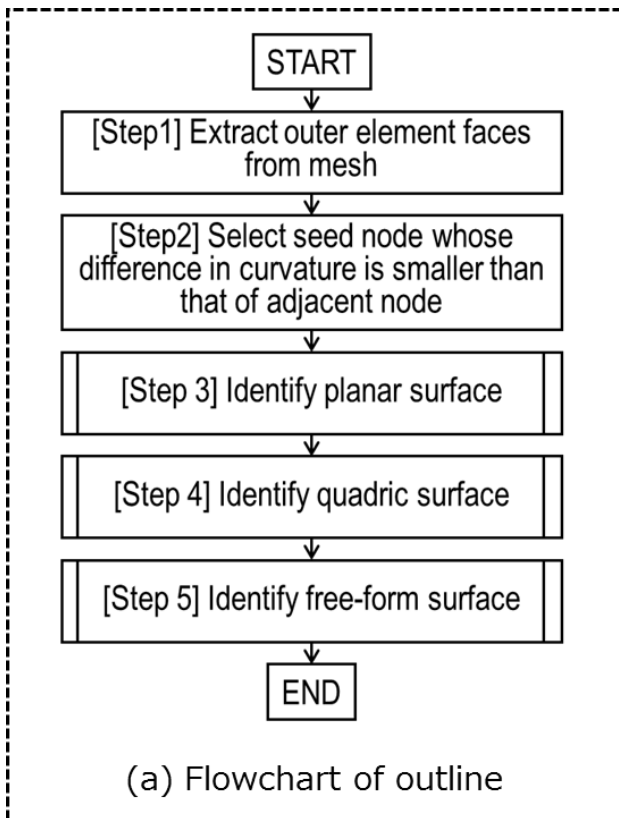 START
[Step1] Extract outer element faces
from mesh
[Step2] Select seed node whose
difference in curvature is smaller than
that of adjacent node
[Step 3] Identify planar surface
[Step 4] Identify quadric surface
[Step 5] Identify free-form surface
END
(a) Flowchart of outline